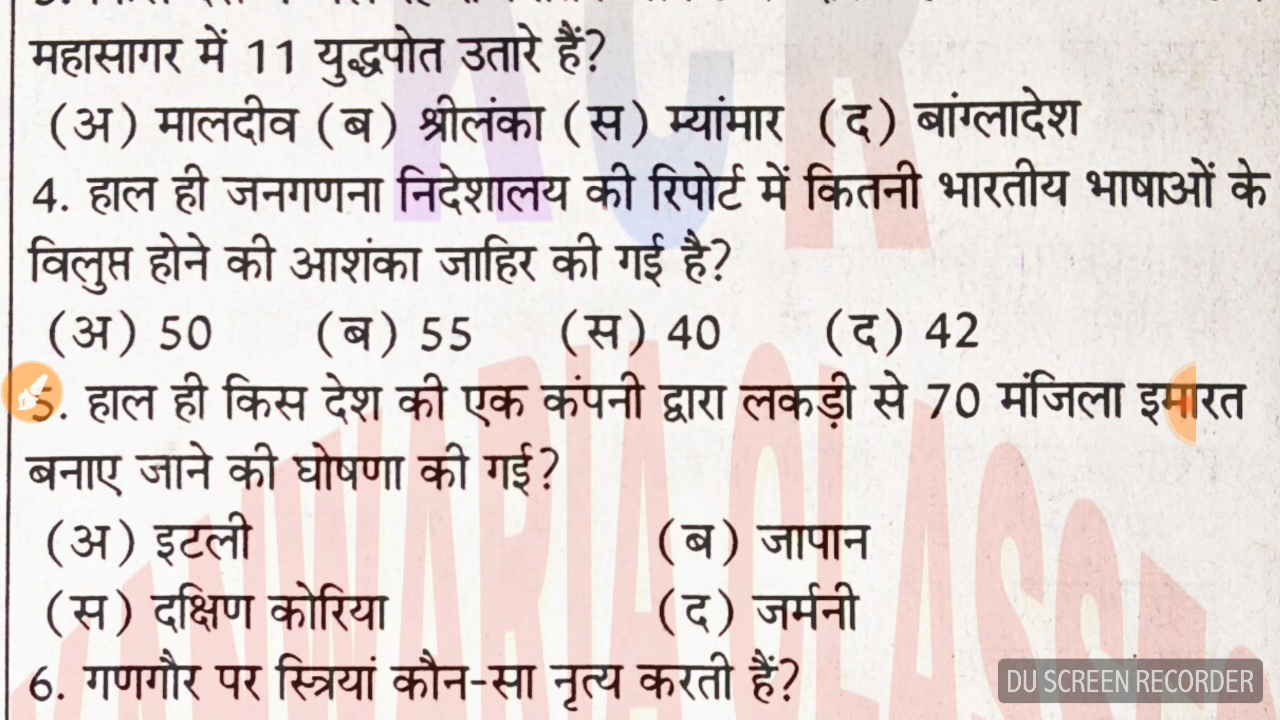 महासागर में 11 युद्धपोत उतारे हैं?
(अ) मालदीव (ब) श्रीलंका (स) म्यांमार (द) बांग्लादेश
4. हाल ही जनगणना निदेशालय की रिपोर्ट में कितनी भारतीय भाषाओं के
विलुप्त होने की आशंका जाहिर की गई है?
(अ) 50 (ब) 55 (स) 40 (द) 42
5. हाल ही किस देश की एक कंपनी द्वारा लकड़ी से 70 मंजिला इमारत
बनाए जाने की घोषणा की गई?
(अ) इटली (ब) जापान
(स) दक्षिण कोरिया (द) जर्मनी
6. गणगौर पर स्त्रियां कौन-सा नृत्य करती हैं?
DU SCREEN RECORDER